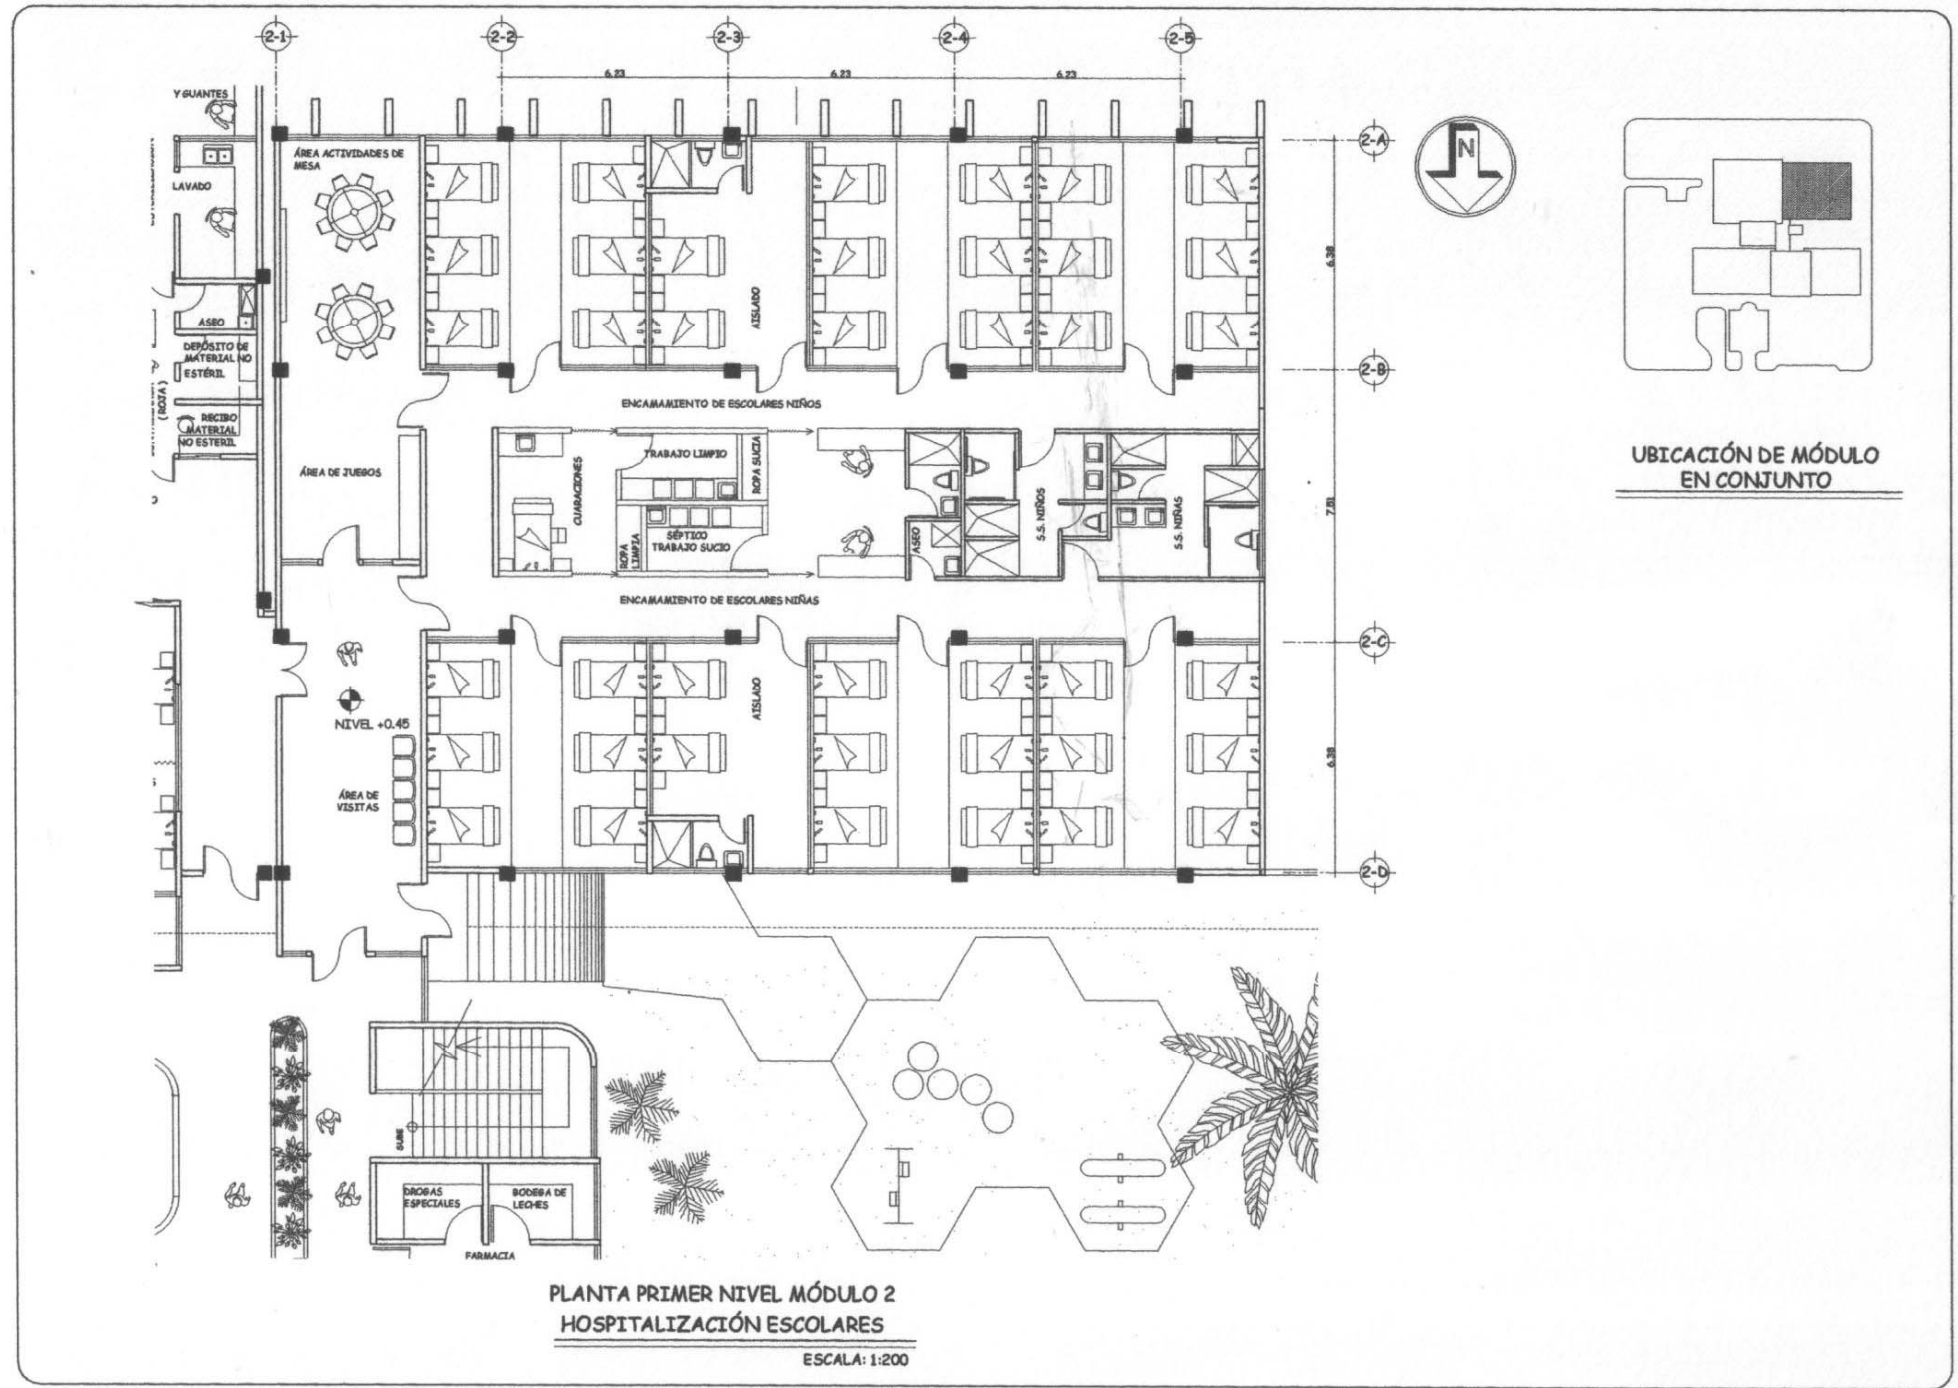 2-1
2-2
2-3
2-4
2-5
6.23
6.23
6.23
Y GUANTES
LAVADO
ASEO
DEPÓSITO DE
MATERIAL NO
ESTÉRIL
(ROJA)
RECIBO
MATERIAL
NO ESTERIL
ÁREA ACTIVIDADES DE
MESA
AISLADO
2-A
6.38
2-B
N
UBICACIÓN DE MÓDULO
EN CONJUNTO
ENCAMAMIENTO DE ESCOLARES NIÑOS
ÁREA DE JUEGOS
CUARACIONES
TRABAJO LIMPIO
ROPA SUCIA
ROPA
LIMPIA
SÉPTICO
TRABAJO SUCIO
ASEO
S.S. NIÑOS
S.S. NIÑAS
7.51
ENCAMAMIENTO DE ESCOLARES NIÑAS
2-C
NIVEL +0.45
AISLADO
6.38
ÁREA DE
VISITAS
2-D
SUBE
DROGAS
ESPECIALES
BODEGA DE
LECHES
FARMACIA
PLANTA PRIMER NIVEL MÓDULO 2
HOSPITALIZACIÓN ESCOLARES
ESCALA: 1:200